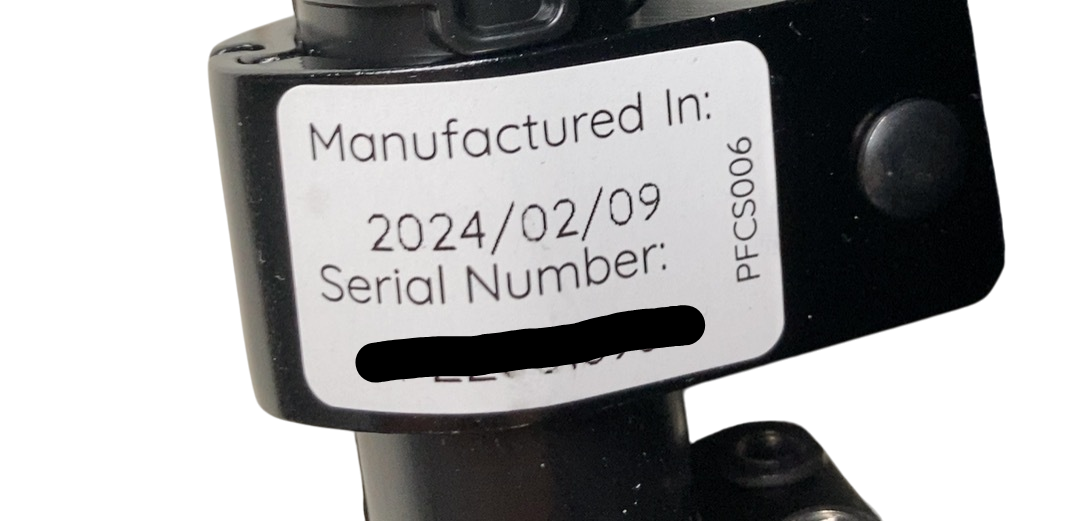 Manufactured In:
2024/02/09
Serial Number:
PFCS006